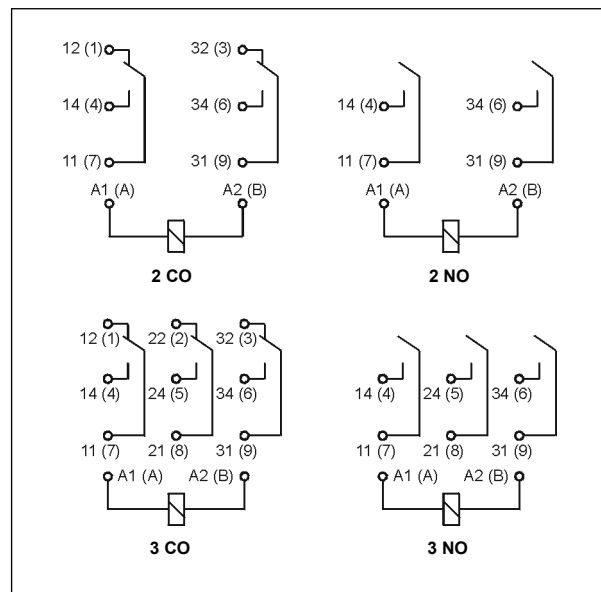 12 (1) 32 (3)
14 (4) 34 (6) 14 (4) 34 (6)
11 (7) 31 (9) 11 (7) 31 (9)
A1 (A) A2 (B) A1 (A) A2 (B)
2 CO 2 NO
12 (1) 22 (2) 32 (3)
14 (4) 24 (5) 34 (6) 14 (4) 24 (5) 34 (6)
11 (7) 21 (8) 31 (9) 11 (7) 21 (8) 31 (9)
A1 (A) A2 (B) A1 (A) A2 (B)
3 CO 3 NO